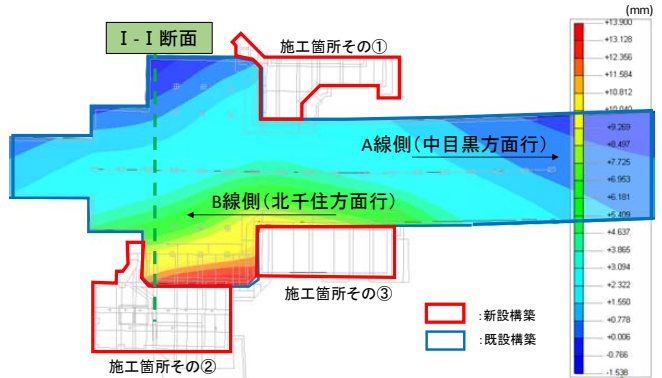 (mm)
I - I 断面
施工箇所その①
A線側(中目黒方面行)
B線側(北千住方面行)
施工箇所その③
施工箇所その②
:新設構築
:既設構築
+13.900
+13.128
+12.356
+11.584
+10.812
+10.040
+9.269
+8.497
+7.725
+6.953
+6.181
+5.409
+4.637
+3.865
+3.094
+2.322
+1.550
+0.778
+0.006
-0.766
-1.538